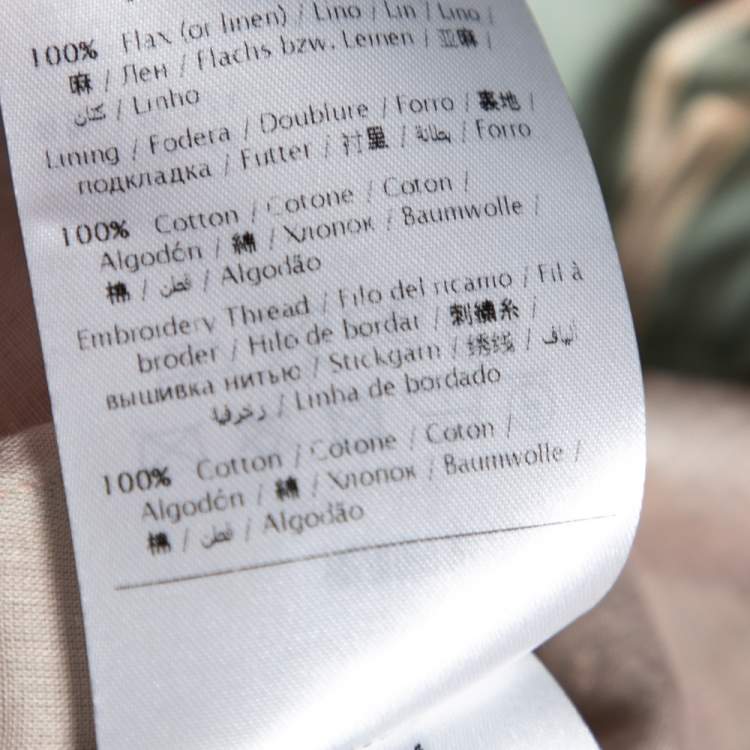 100% Flax (or linen) / Lino / Lin / Lino /
麻 / Лен / Flachs bzw. Leinen / 亚麻 /
كتان / Linho
Lining / Fodera / Doublure / Forro / 裏地 /
подкладка / Futter / 衬里 / بطانة / Forro
100% Cotton / Cotone / Coton /
Algodón / 綿 / Хлопок / Baumwolle /
棉 / قطن / Algodão
Embroidery Thread / Filo del ricamo / Fil à
broder / Hilo de bordar / 刺繍糸 /
вышивка нитью / Stickgarn / 绣线 / ألياف
زخرفية / Linha de bordado
100% Cotton / Cotone / Coton /
Algodón / 綿 / Хлопок / Baumwolle /
棉 / قطن / Algodão